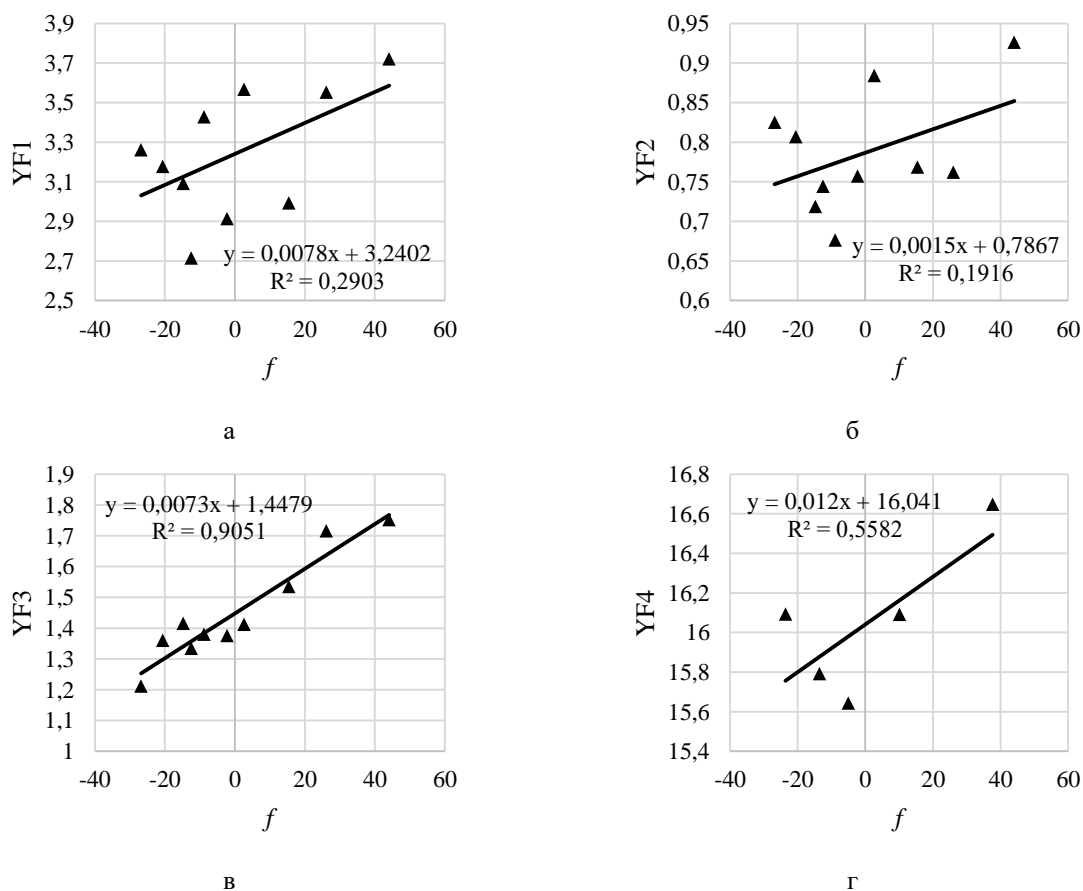 3,9
3,7
3,5
3,3
3,1
2,9
2,7
2,5
-40 -20 0 20 40 60
YF1
y = 0,0078x + 3,2402
R² = 0,2903
f
а
0,95
0,9
0,85
0,8
0,75
0,7
0,65
0,6
-40 -20 0 20 40 60
YF2
y = 0,0015x + 0,7867
R² = 0,1916
f
б
1,9
1,8
1,7
1,6
1,5
1,4
1,3
1,2
1,1
1
-40 -20 0 20 40 60
YF3
y = 0,0073x + 1,4479
R² = 0,9051
f
в
16,8
16,6
16,4
16,2
16
15,8
15,6
15,4
-40 -20 0 20 40 60
YF4
y = 0,012x + 16,041
R² = 0,5582
f
г